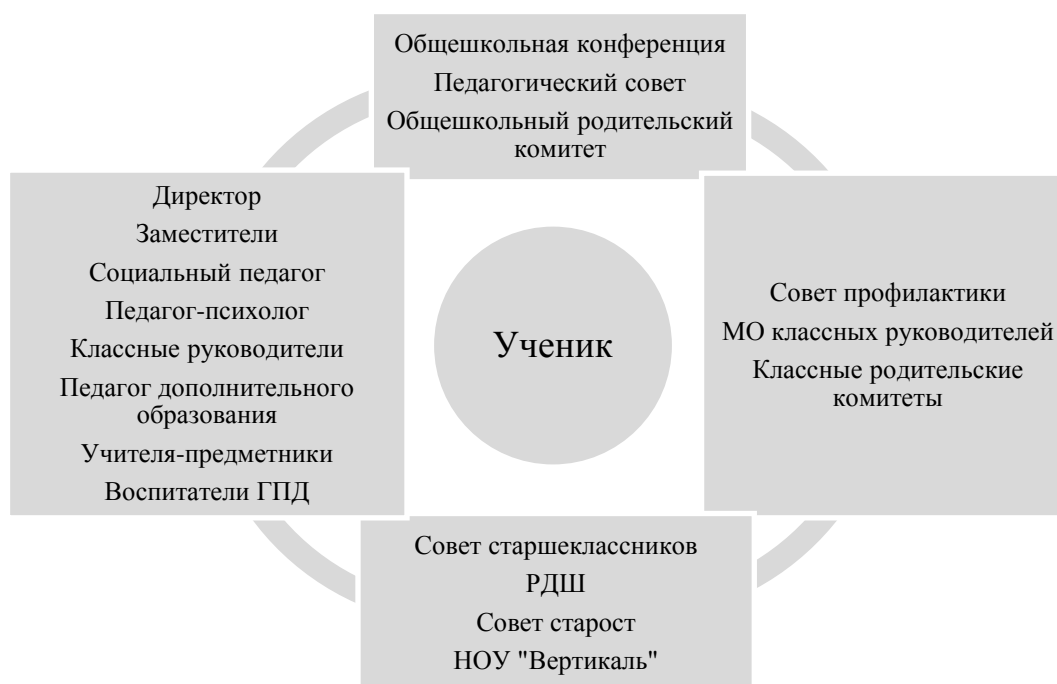 Общешкольная конференция
Педагогический совет
Общешкольный родительский
комитет
Директор
Заместители
Социальный педагог
Педагог-психолог
Классные руководители
Педагог дополнительного
образования
Учителя-предметники
Воспитатели ГПД
Ученик
Совет профилактики
МО классных руководителей
Классные родительские
комитеты
Совет старшеклассников
РДШ
Совет старост
НОУ "Вертикаль"